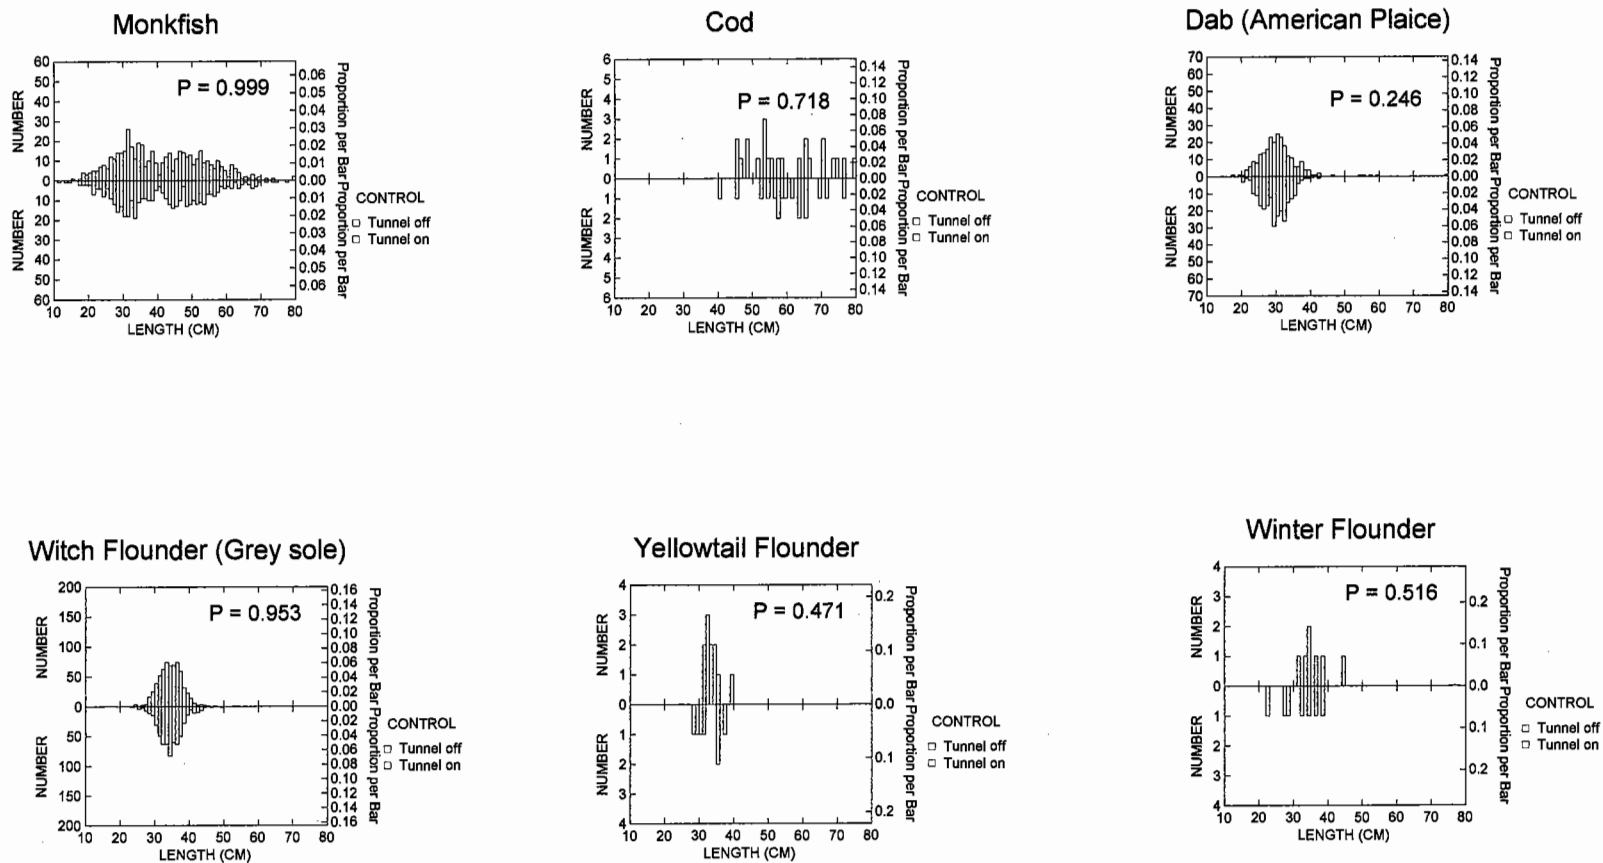 Monkfish
P = 0.999
60
50
40
30
20
10
0
10
20
30
40
50
60
NUMBER
NUMBER
0.06
0.05
0.04
0.03
0.02
0.01
0.00
0.01
0.02
0.03
0.04
0.05
0.06
Proportion per Bar
Proportion per Bar
10 20 30 40 50 60 70 80
LENGTH (CM)
CONTROL
Tunnel off
Tunnel on
Cod
P = 0.718
6
5
4
3
2
1
0
1
2
3
4
5
6
NUMBER
NUMBER
0.14
0.12
0.10
0.08
0.06
0.04
0.02
0.00
0.02
0.04
0.06
0.08
0.10
0.12
0.14
Proportion per Bar
Proportion per Bar
10 20 30 40 50 60 70 80
LENGTH (CM)
CONTROL
Tunnel off
Tunnel on
Dab (American Plaice)
P = 0.246
70
60
50
40
30
20
10
0
10
20
30
40
50
60
70
NUMBER
NUMBER
0.14
0.12
0.10
0.08
0.06
0.04
0.02
0.00
0.02
0.04
0.06
0.08
0.10
0.12
0.14
Proportion per Bar
Proportion per Bar
10 20 30 40 50 60 70 80
LENGTH (CM)
CONTROL
Tunnel off
Tunnel on
Witch Flounder (Grey sole)
P = 0.953
200
150
100
50
0
50
100
150
200
NUMBER
NUMBER
0.16
0.14
0.12
0.10
0.08
0.06
0.04
0.02
0.00
0.02
0.04
0.06
0.08
0.10
0.12
0.14
0.16
Proportion per Bar
Proportion per Bar
10 20 30 40 50 60 70 80
LENGTH (CM)
CONTROL
Tunnel off
Tunnel on
Yellowtail Flounder
P = 0.471
4
3
2
1
0
1
2
3
4
NUMBER
NUMBER
0.2
0.1
0.0
0.1
0.2
Proportion per Bar
Proportion per Bar
10 20 30 40 50 60 70 80
LENGTH (CM)
CONTROL
Tunnel off
Tunnel on
Winter Flounder
P = 0.516
4
3
2
1
0
1
2
3
4
NUMBER
NUMBER
0.2
0.1
0.0
0.1
0.2
Proportion per Bar
Proportion per Bar
10 20 30 40 50 60 70 80
LENGTH (CM)
CONTROL
Tunnel off
Tunnel on